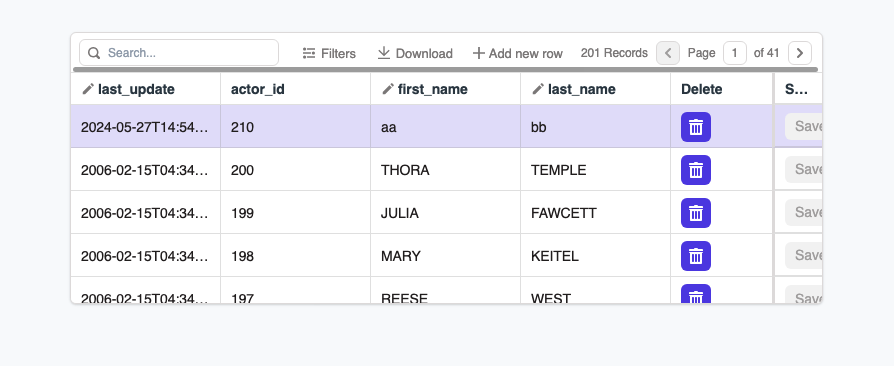 Search... Filters Download Add new row 201 Records Page 1 of 41
last_update actor_id first_name last_name Delete S...
2024-05-27T14:54... 210 aa bb Save
2006-02-15T04:34... 200 THORA TEMPLE Save
2006-02-15T04:34... 199 JULIA FAWCETT Save
2006-02-15T04:34... 198 MARY KEITEL Save
2006-02-15T04:34... 197 REESE WEST Save